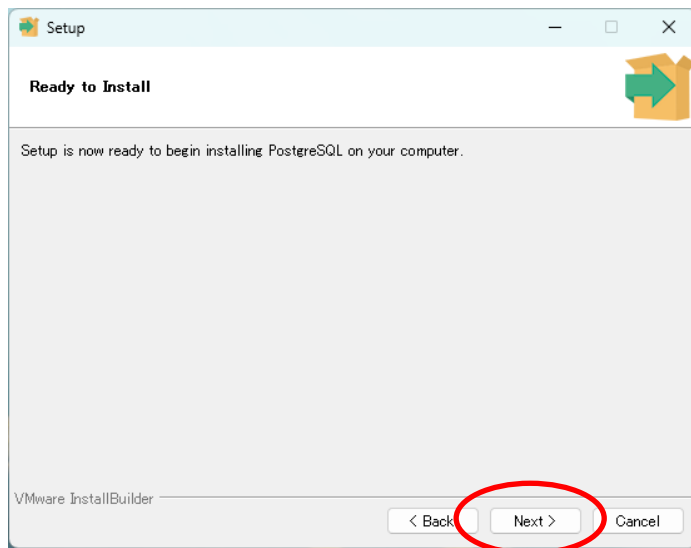 Setup
Ready to Install
Setup is now ready to begin installing PostgreSQL on your computer.
VMware InstallBuilder
< Back
Next >
Cancel